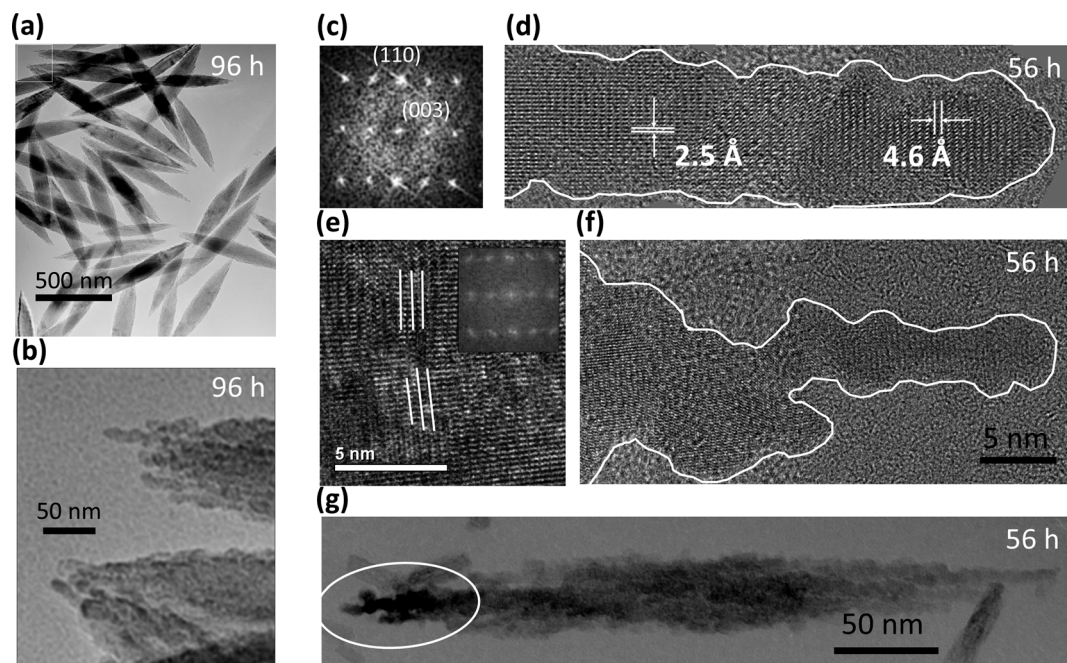 (a)
96 h
500 nm
(b)
96 h
50 nm
(c)
(110)
(003)
(d)
56 h
2.5 Å
4.6 Å
(e)
5 nm
(f)
56 h
5 nm
(g)
56 h
50 nm